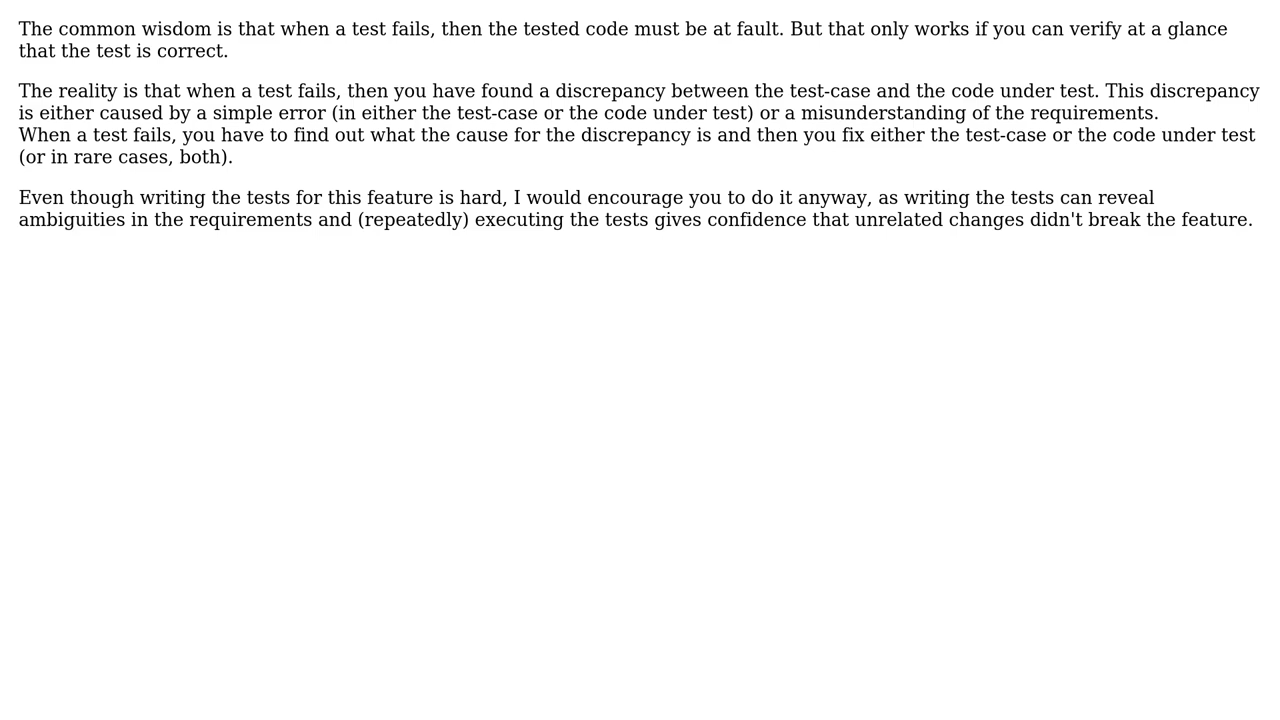 The common wisdom is that when a test fails, then the tested code must be at fault. But that only works if you can verify at a glance
that the test is correct.
The reality is that when a test fails, then you have found a discrepancy between the test-case and the code under test. This discrepancy
is either caused by a simple error (in either the test-case or the code under test) or a misunderstanding of the requirements.
When a test fails, you have to find out what the cause for the discrepancy is and then you fix either the test-case or the code under test
(or in rare cases, both).
Even though writing the tests for this feature is hard, I would encourage you to do it anyway, as writing the tests can reveal
ambiguities in the requirements and (repeatedly) executing the tests gives confidence that unrelated changes didn't break the feature.